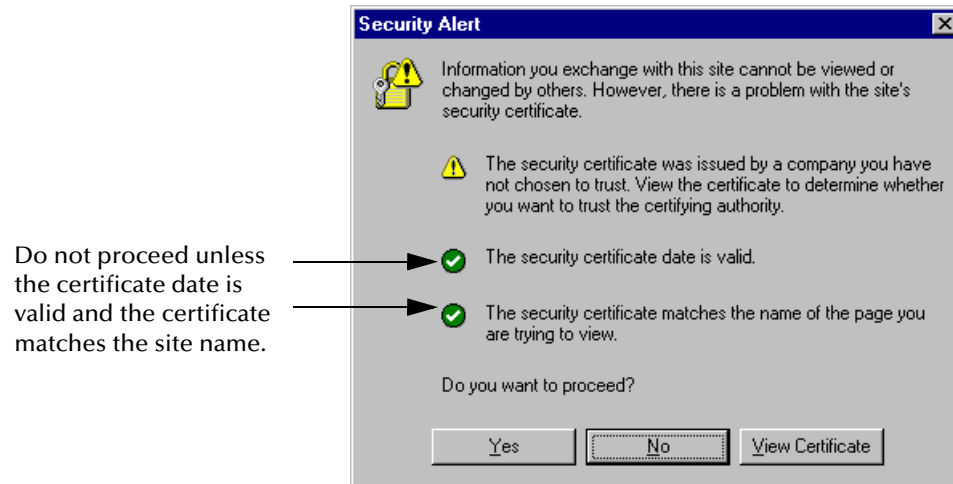 Security Alert
Information you exchange with this site cannot be viewed or
changed by others. However, there is a problem with the site's
security certificate.
The security certificate was issued by a company you have
not chosen to trust. View the certificate to determine whether
you want to trust the certifying authority.
Do not proceed unless
the certificate date is
valid and the certificate
matches the site name.
The security certificate date is valid.
The security certificate matches the name of the page you
are trying to view.
Do you want to proceed?
Yes
No
View Certificate